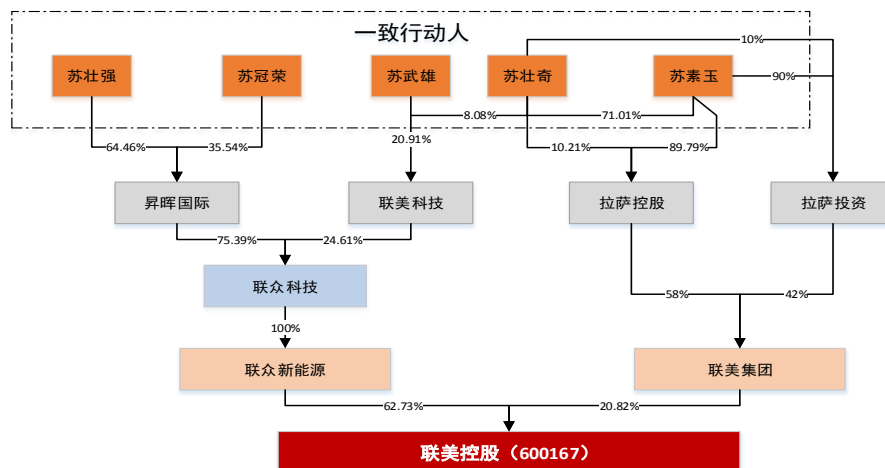 一致行动人
10%
苏壮强
苏冠荣
苏武雄
苏壮奇
苏素玉
90%
8.08%
71.01%
20.91%
64.46%
35.54%
10.21%
89.79%
昇晖国际
联美科技
拉萨控股
拉萨投资
75.39%
24.61%
联众科技
58%
42%
100%
联众新能源
联美集团
62.73%
20.82%
联美控股（600167）